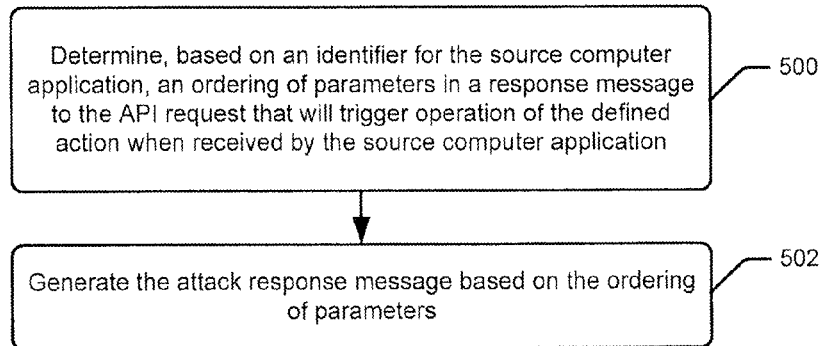 Determine, based on an identifier for the source computer
application, an ordering of parameters in a response message
to the API request that will trigger operation of the defined
action when received by the source computer application
500
Generate the attack response message based on the ordering
of parameters
502